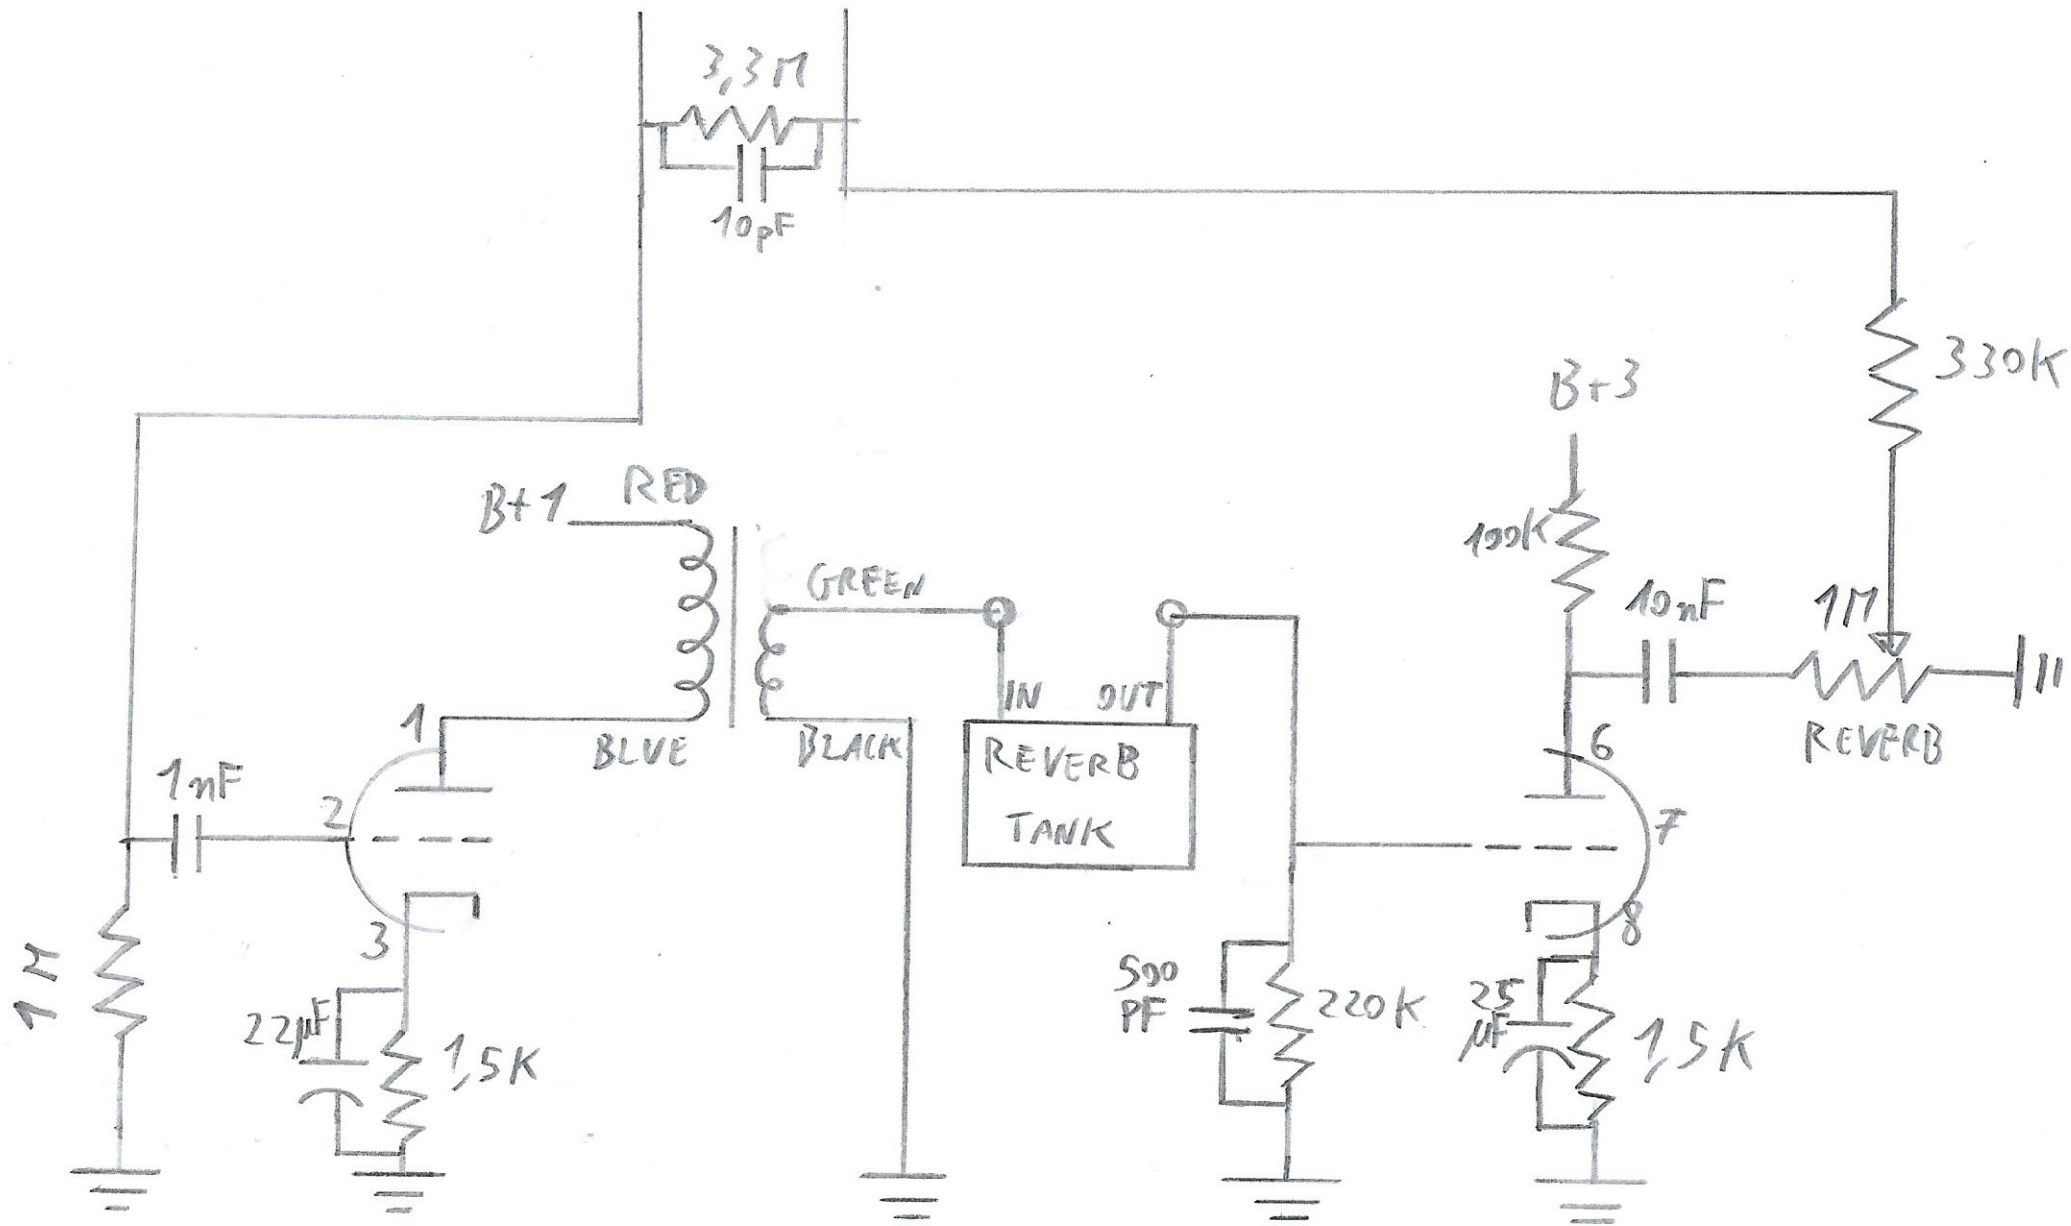 3,3M
10pF
330K
B+3
B+1
RED
100K
GREEN
10nF
1M
IN
OUT
1
BLUE
BLACK
REVERB
TANK
6
REVERB
1nF
2
7
3
8
1M
22µF
1,5K
500
PF
220K
25
µF
1,5K